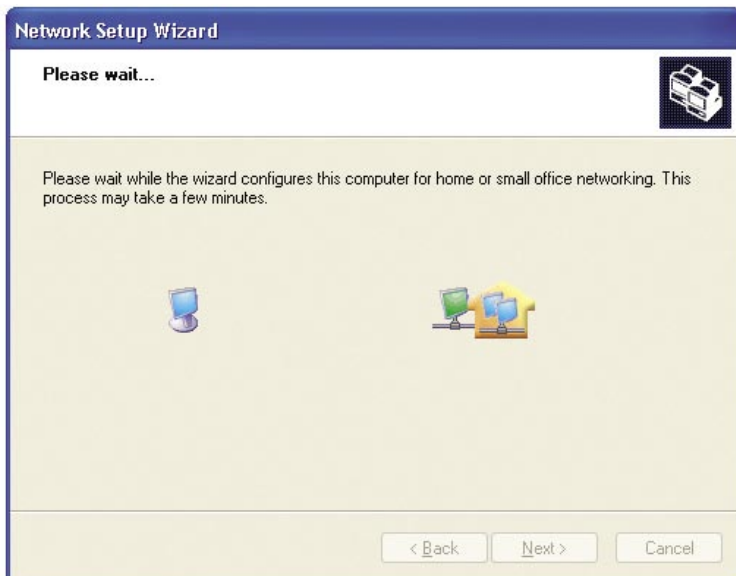 Network Setup Wizard
Please wait...
Please wait while the wizard configures this computer for home or small office networking. This
process may take a few minutes.
< Back
Next >
Cancel